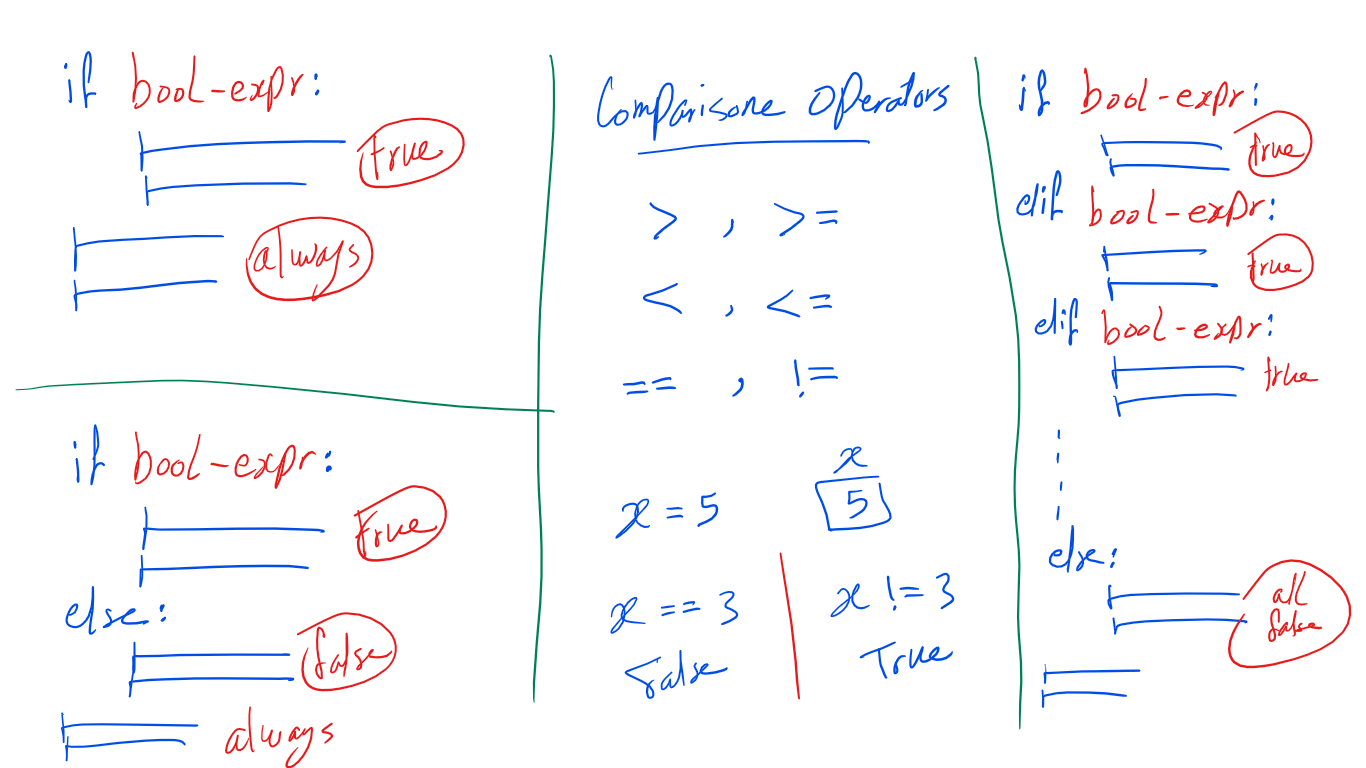 if bool-expr:
true
always
if bool-expr:
true
else:
false
always
Comparisone Operators
> , >=
< , <=
== , !=
x
x = 5
5
x == 3
False
x != 3
True
if bool-expr:
true
elif bool-expr:
true
elif bool-expr:
true
else:
all
false